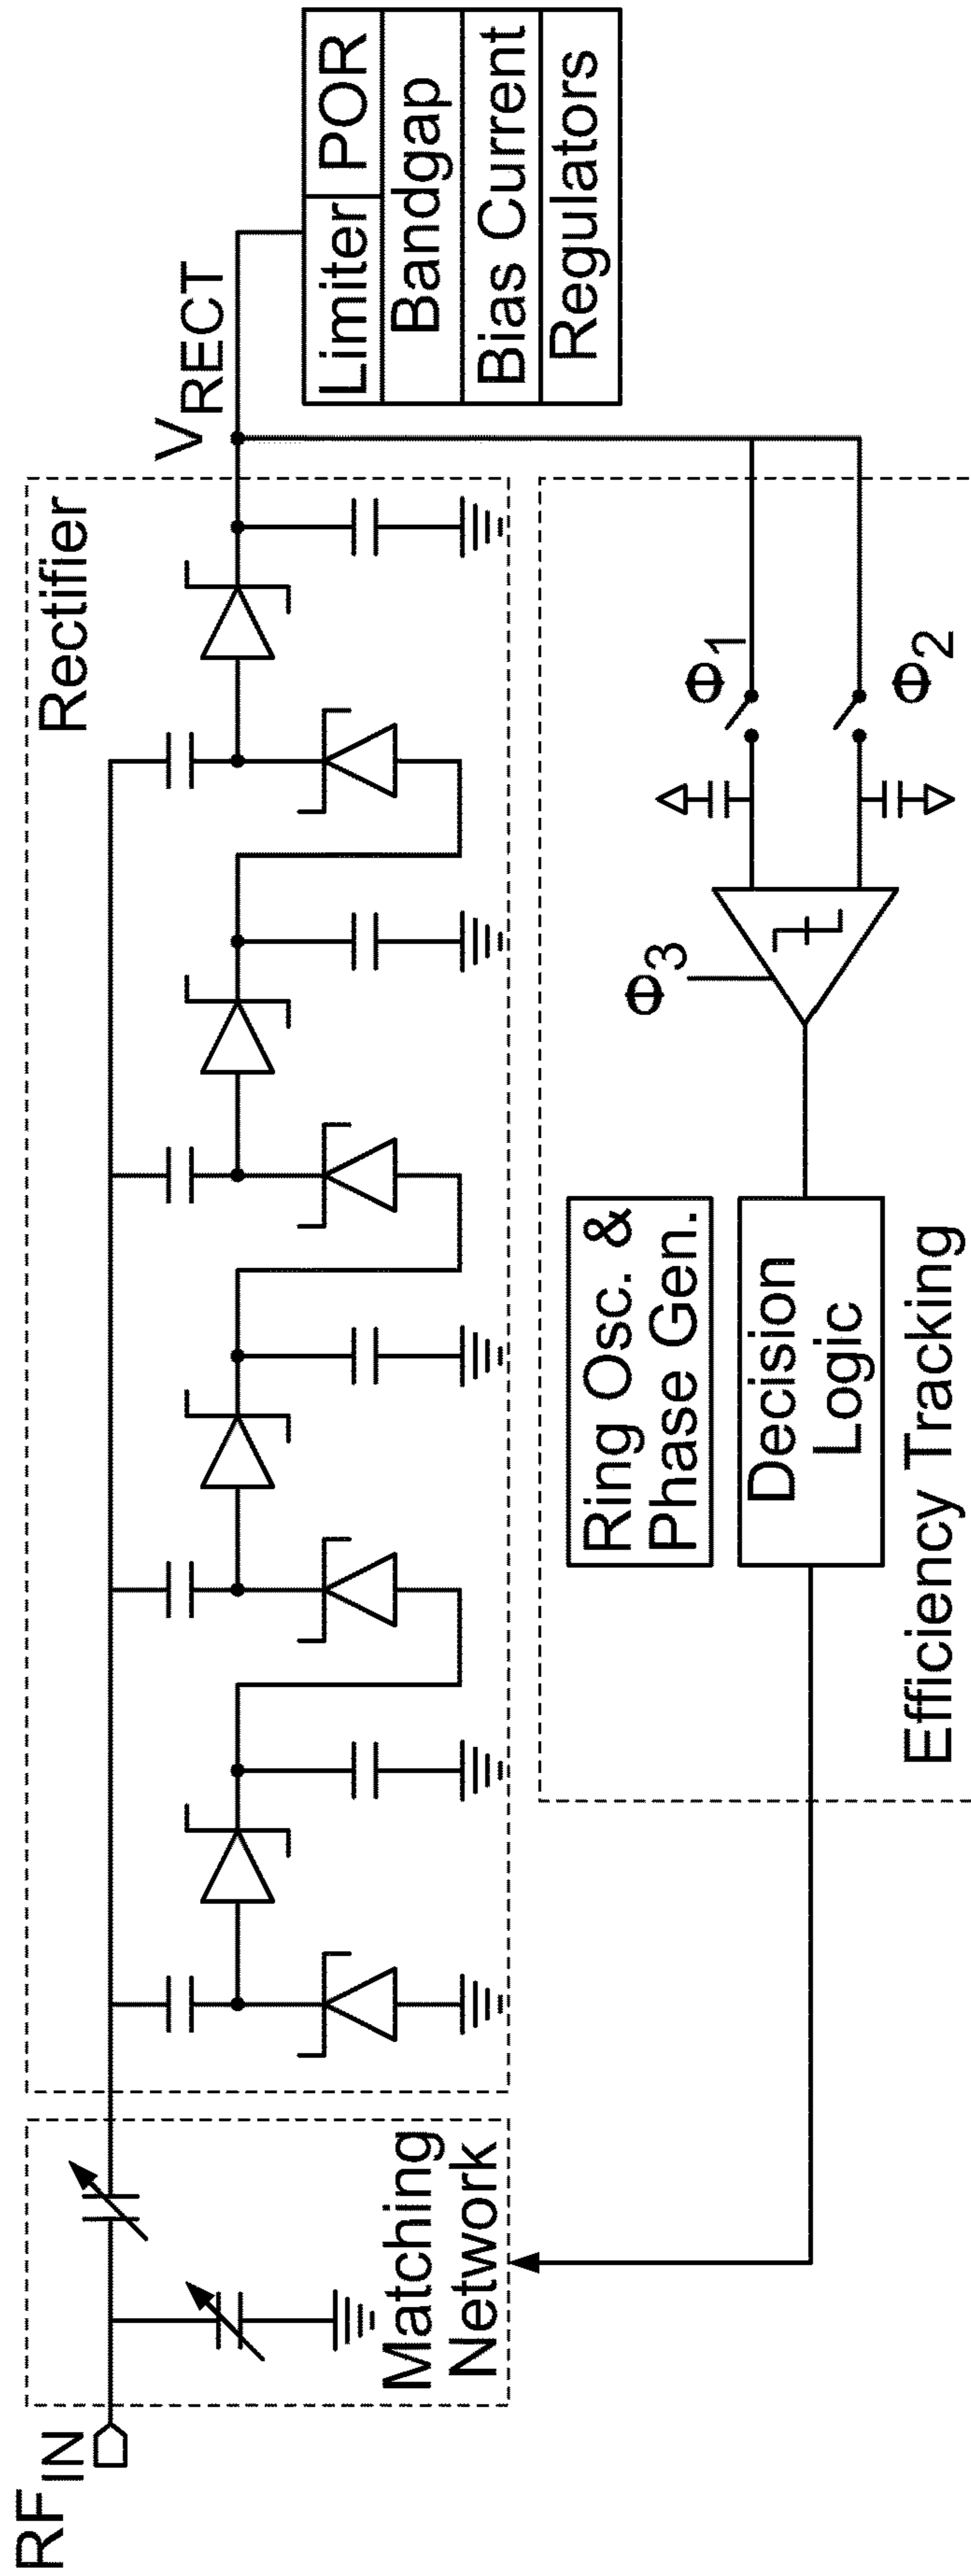 RF_IN
Matching
Network
Rectifier
V_RECT
Limiter POR
Bandgap
Bias Current
Regulators
Φ1
Φ2
Φ3
Ring Osc. &
Phase Gen.
Decision
Logic
Efficiency Tracking